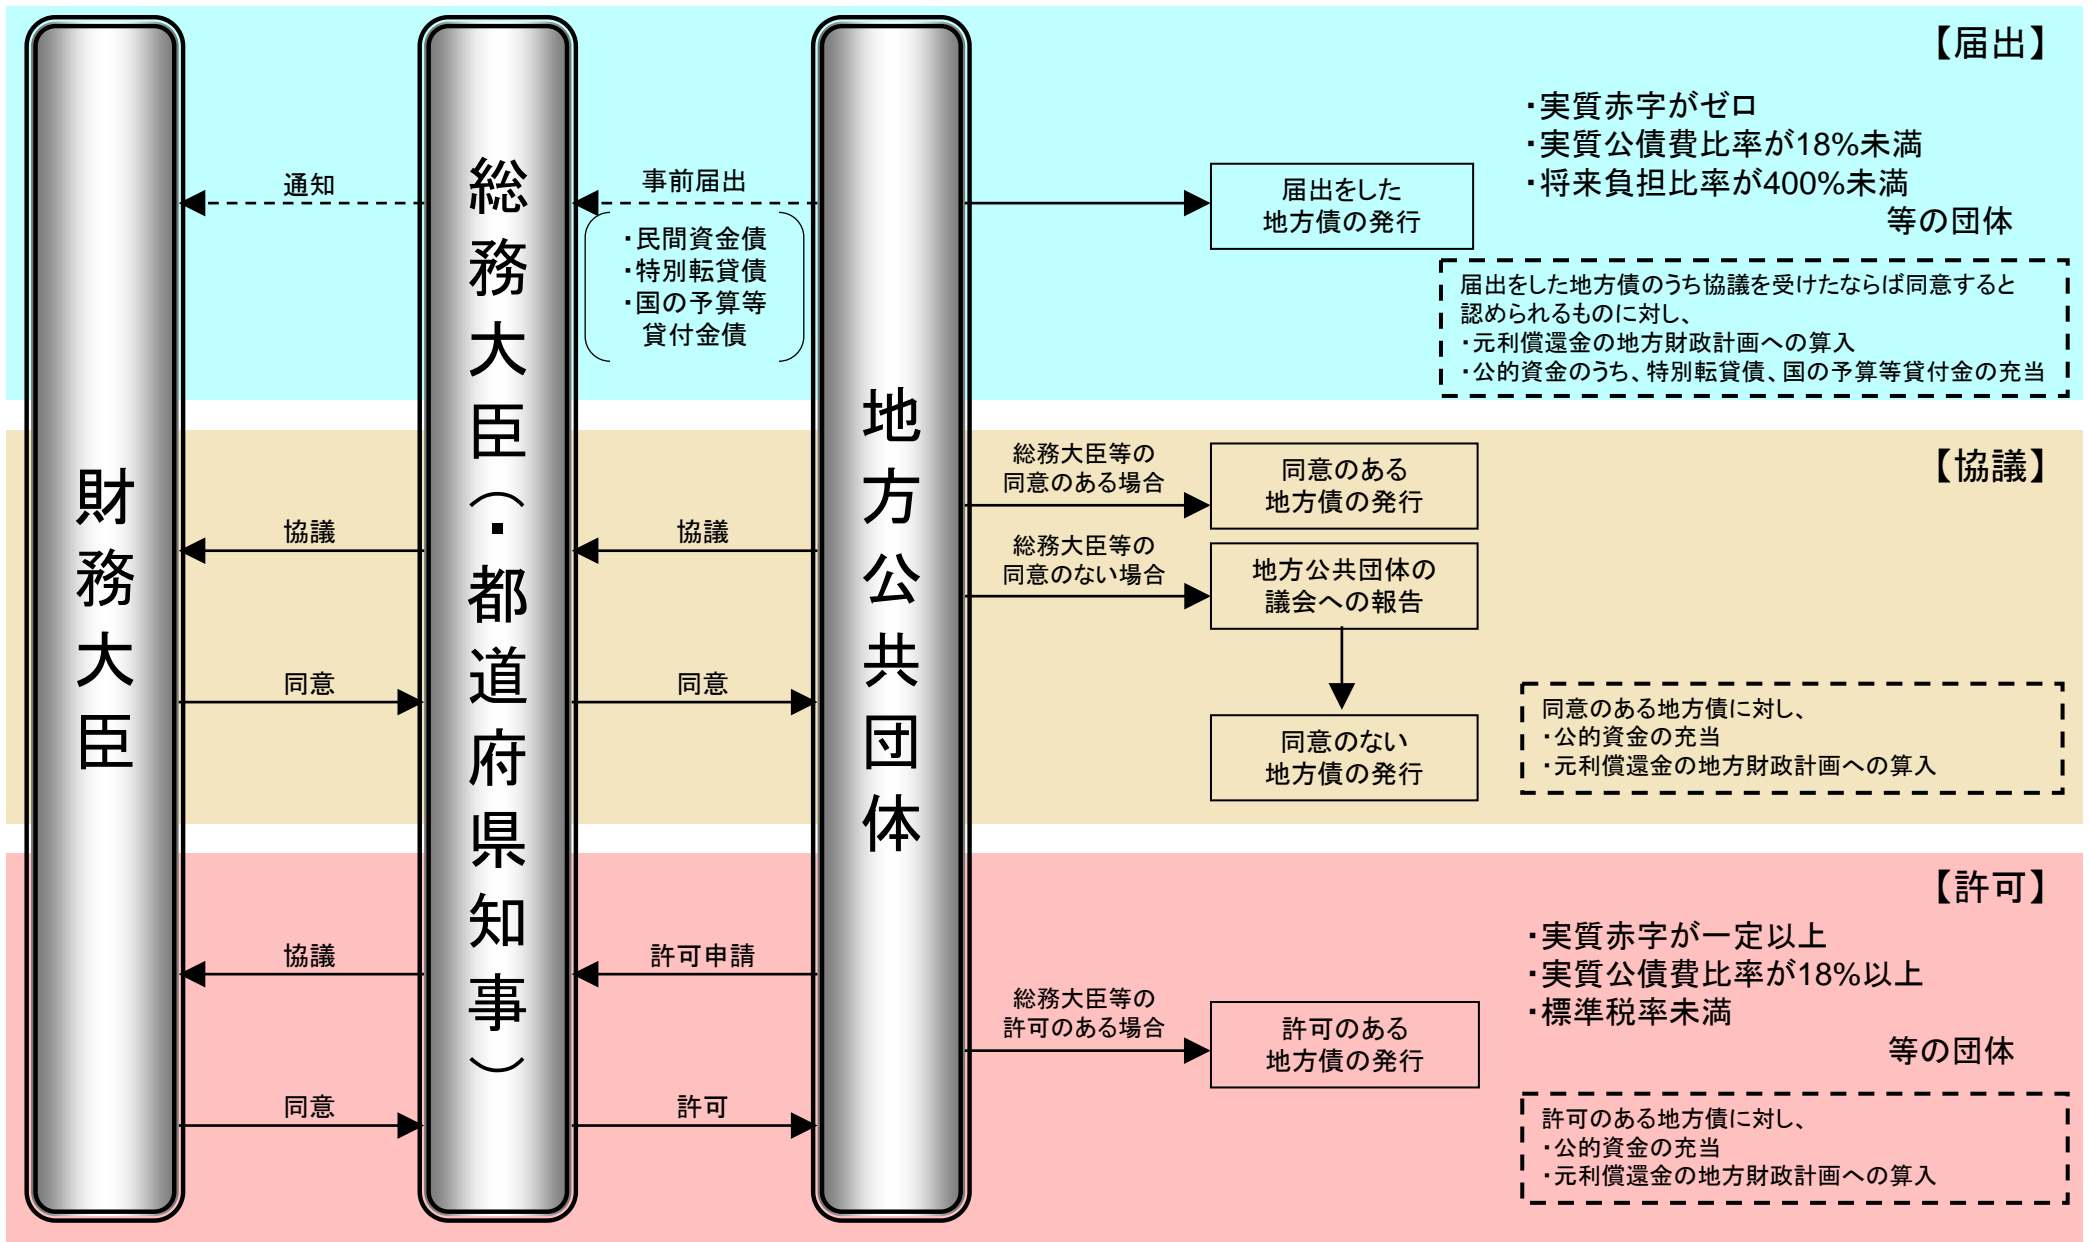 財務大臣
総務大臣(・都道府県知事)
地方公共団体
【届出】
・実質赤字がゼロ
・実質公債費比率が18%未満
・将来負担比率が400%未満
等の団体
通知
事前届出
・民間資金債
・特別転貸債
・国の予算等
貸付金債
届出をした
地方債の発行
届出をした地方債のうち協議を受けたならば同意すると
認められるものに対し、
・元利償還金の地方財政計画への算入
・公的資金のうち、特別転貸債、国の予算等貸付金の充当
【協議】
協議
協議
同意
同意
総務大臣等の
同意のある場合
同意のある
地方債の発行
総務大臣等の
同意のない場合
地方公共団体の
議会への報告
同意のない
地方債の発行
同意のある地方債に対し、
・公的資金の充当
・元利償還金の地方財政計画への算入
【許可】
・実質赤字が一定以上
・実質公債費比率が18%以上
・標準税率未満
等の団体
協議
許可申請
同意
許可
総務大臣等の
許可のある場合
許可のある
地方債の発行
許可のある地方債に対し、
・公的資金の充当
・元利償還金の地方財政計画への算入